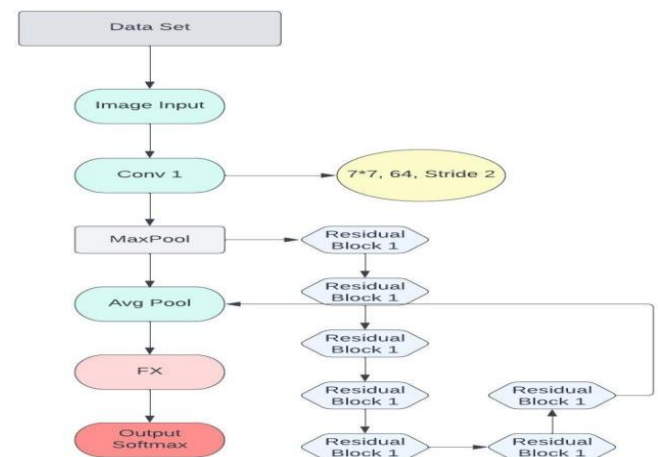 Data Set
Image Input
Conv 1
7*7, 64, Stride 2
MaxPool
Residual
Block 1
Residual
Block 1
Avg Pool
Residual
Block 1
FX
Residual
Block 1
Residual
Block 1
Output
Softmax
Residual
Block 1
Residual
Block 1